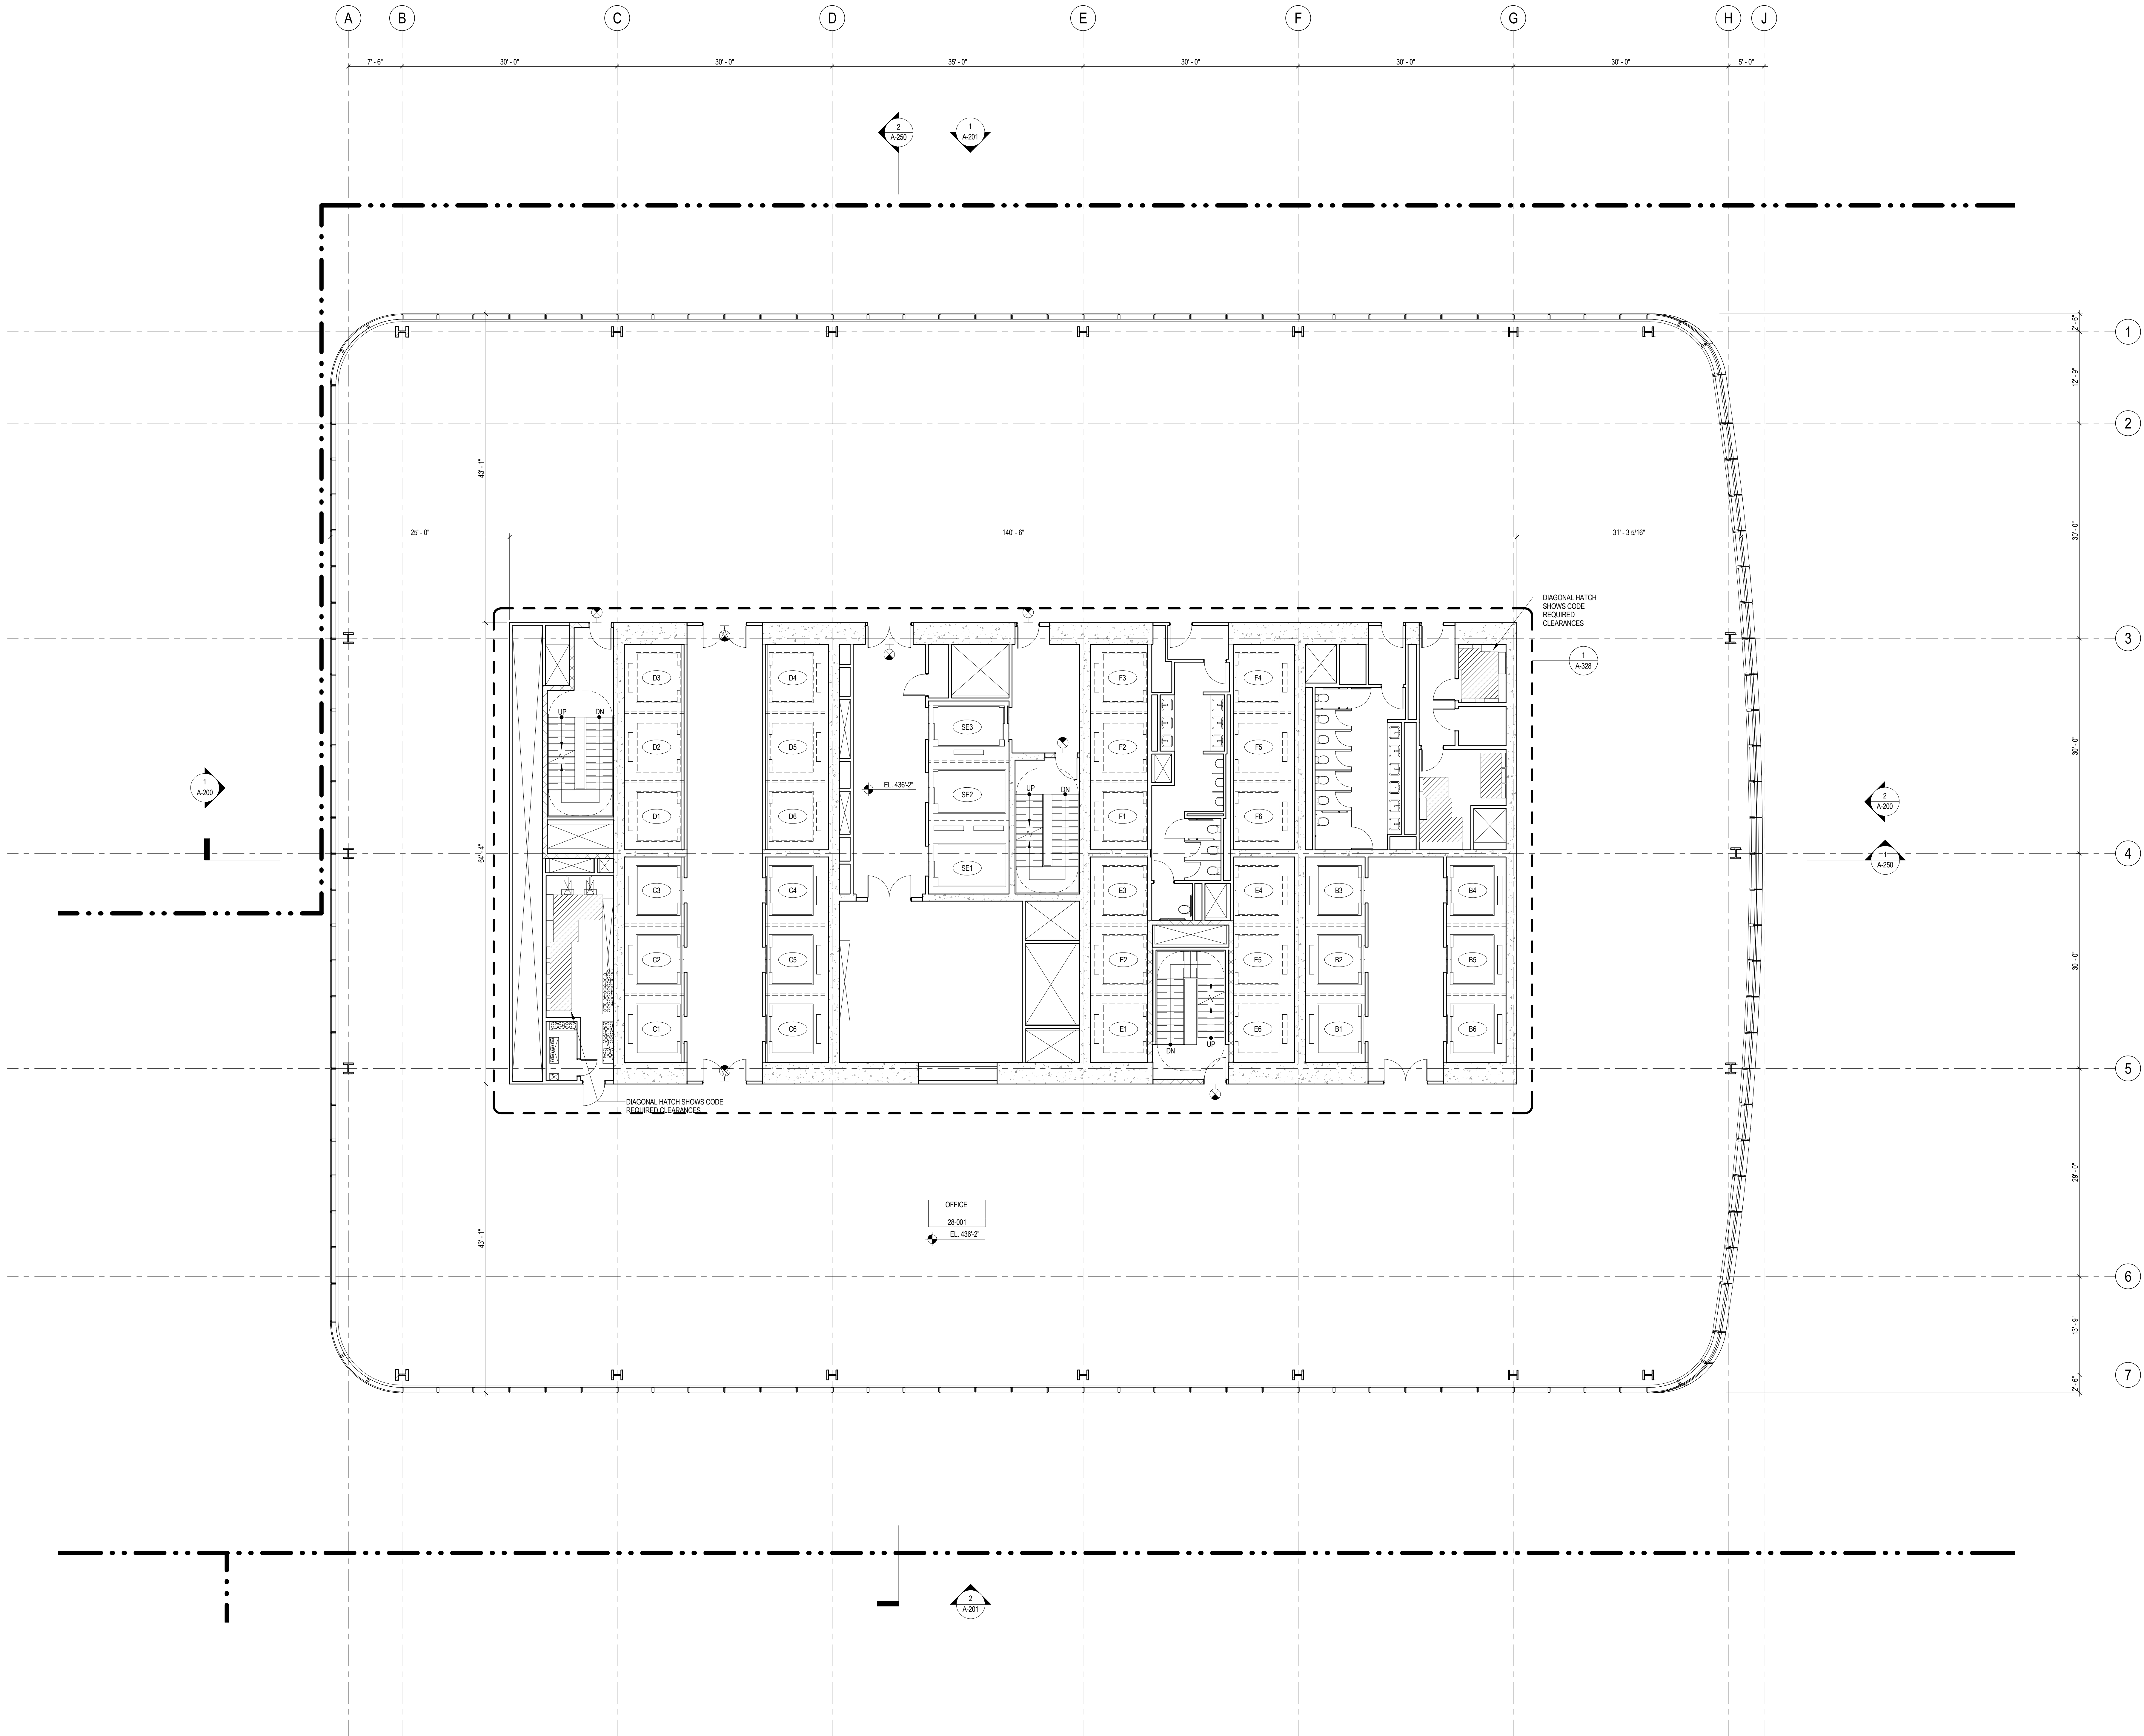 A
B
C
D
E
F
G
H
J
7' - 6"
30' - 0"
30' - 0"
35' - 0"
30' - 0"
30' - 0"
30' - 0"
5' - 0"
2
A-250
1
A-201
2' - 6"
1
12' - 9"
2
43' - 1"
30' - 0"
25' - 0"
140' - 6"
31' - 3 5/16"
DIAGONAL HATCH
SHOWS CODE
REQUIRED
CLEARANCES
3
1
A-328
D3
D4
F3
F4
UP
DN
SE3
D2
D5
F2
F5
30' - 0"
1
A-200
EL. 436'-2"
SE2
UP
DN
2
A-200
D1
D6
F1
F6
64' - 4"
4
1
A-250
SE1
C3
C4
E3
E4
B3
B4
C2
C5
E2
E5
B2
B5
30' - 0"
C1
C6
E1
E6
B1
B6
DN
UP
5
DIAGONAL HATCH SHOWS CODE
REQUIRED CLEARANCES
29' - 0"
OFFICE
28-001
EL. 436'-2"
43' - 1"
6
13' - 9"
7
2' - 6"
2
A-201